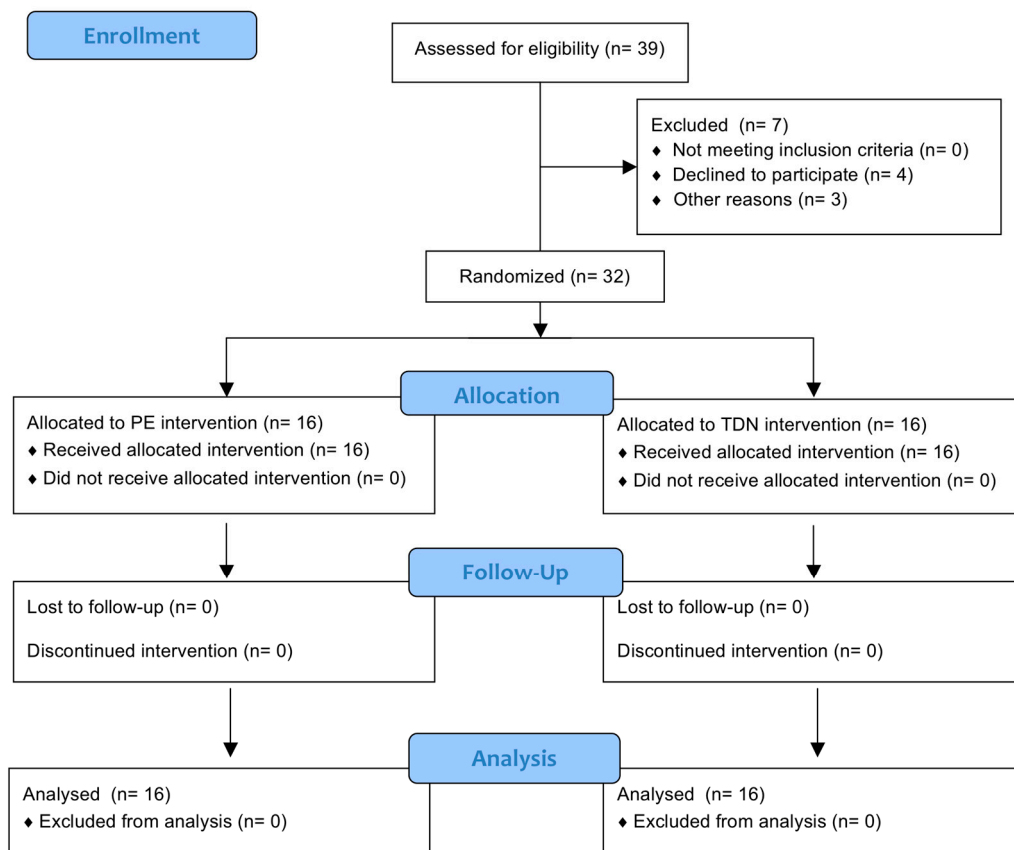 Enrollment
Assessed for eligibility (n= 39)
Excluded (n= 7)
♦ Not meeting inclusion criteria (n= 0)
♦ Declined to participate (n= 4)
♦ Other reasons (n= 3)
Randomized (n= 32)
Allocation
Allocated to PE intervention (n= 16)
♦ Received allocated intervention (n= 16)
♦ Did not receive allocated intervention (n= 0)
Allocated to TDN intervention (n= 16)
♦ Received allocated intervention (n= 16)
♦ Did not receive allocated intervention (n= 0)
Follow-Up
Lost to follow-up (n= 0)
Discontinued intervention (n= 0)
Lost to follow-up (n= 0)
Discontinued intervention (n= 0)
Analysis
Analysed (n= 16)
♦ Excluded from analysis (n= 0)
Analysed (n= 16)
♦ Excluded from analysis (n= 0)